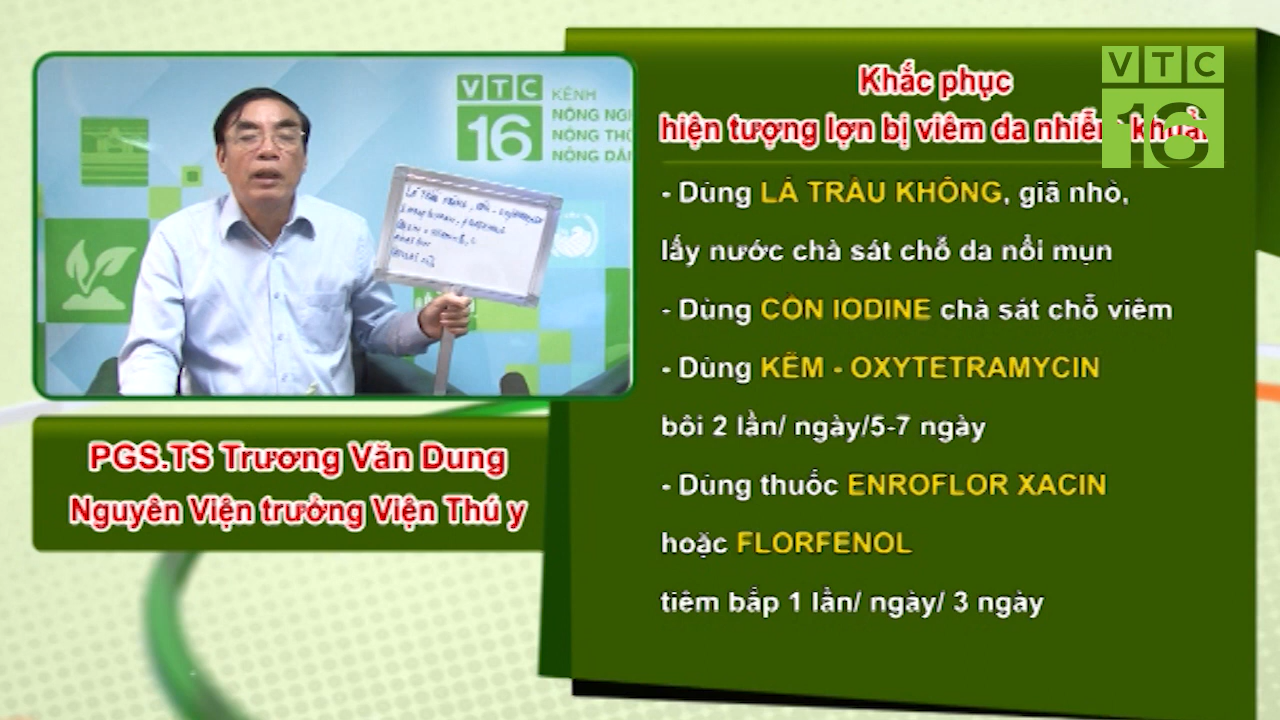 VTC
16
KÊNH
NÔNG
NÔNG
NÔNG
PGS.TS Trương Văn Dung
Nguyên Viện trưởng Viện Thú y
VTC
16
Khắc phục
hiện tượng lợn bị viêm da nhiễm khuẩn
- Dùng LÁ TRẦU KHÔNG, giã nhỏ,
lấy nước chà sát chỗ da nổi mụn
- Dùng CỒN IODINE chà sát chỗ viêm
- Dùng KẼM - OXYTETRAMYCIN
bôi 2 lần/ ngày/5-7 ngày
- Dùng thuốc ENROFLOR XACIN
hoặc FLORFENOL
tiêm bắp 1 lần/ ngày/ 3 ngày